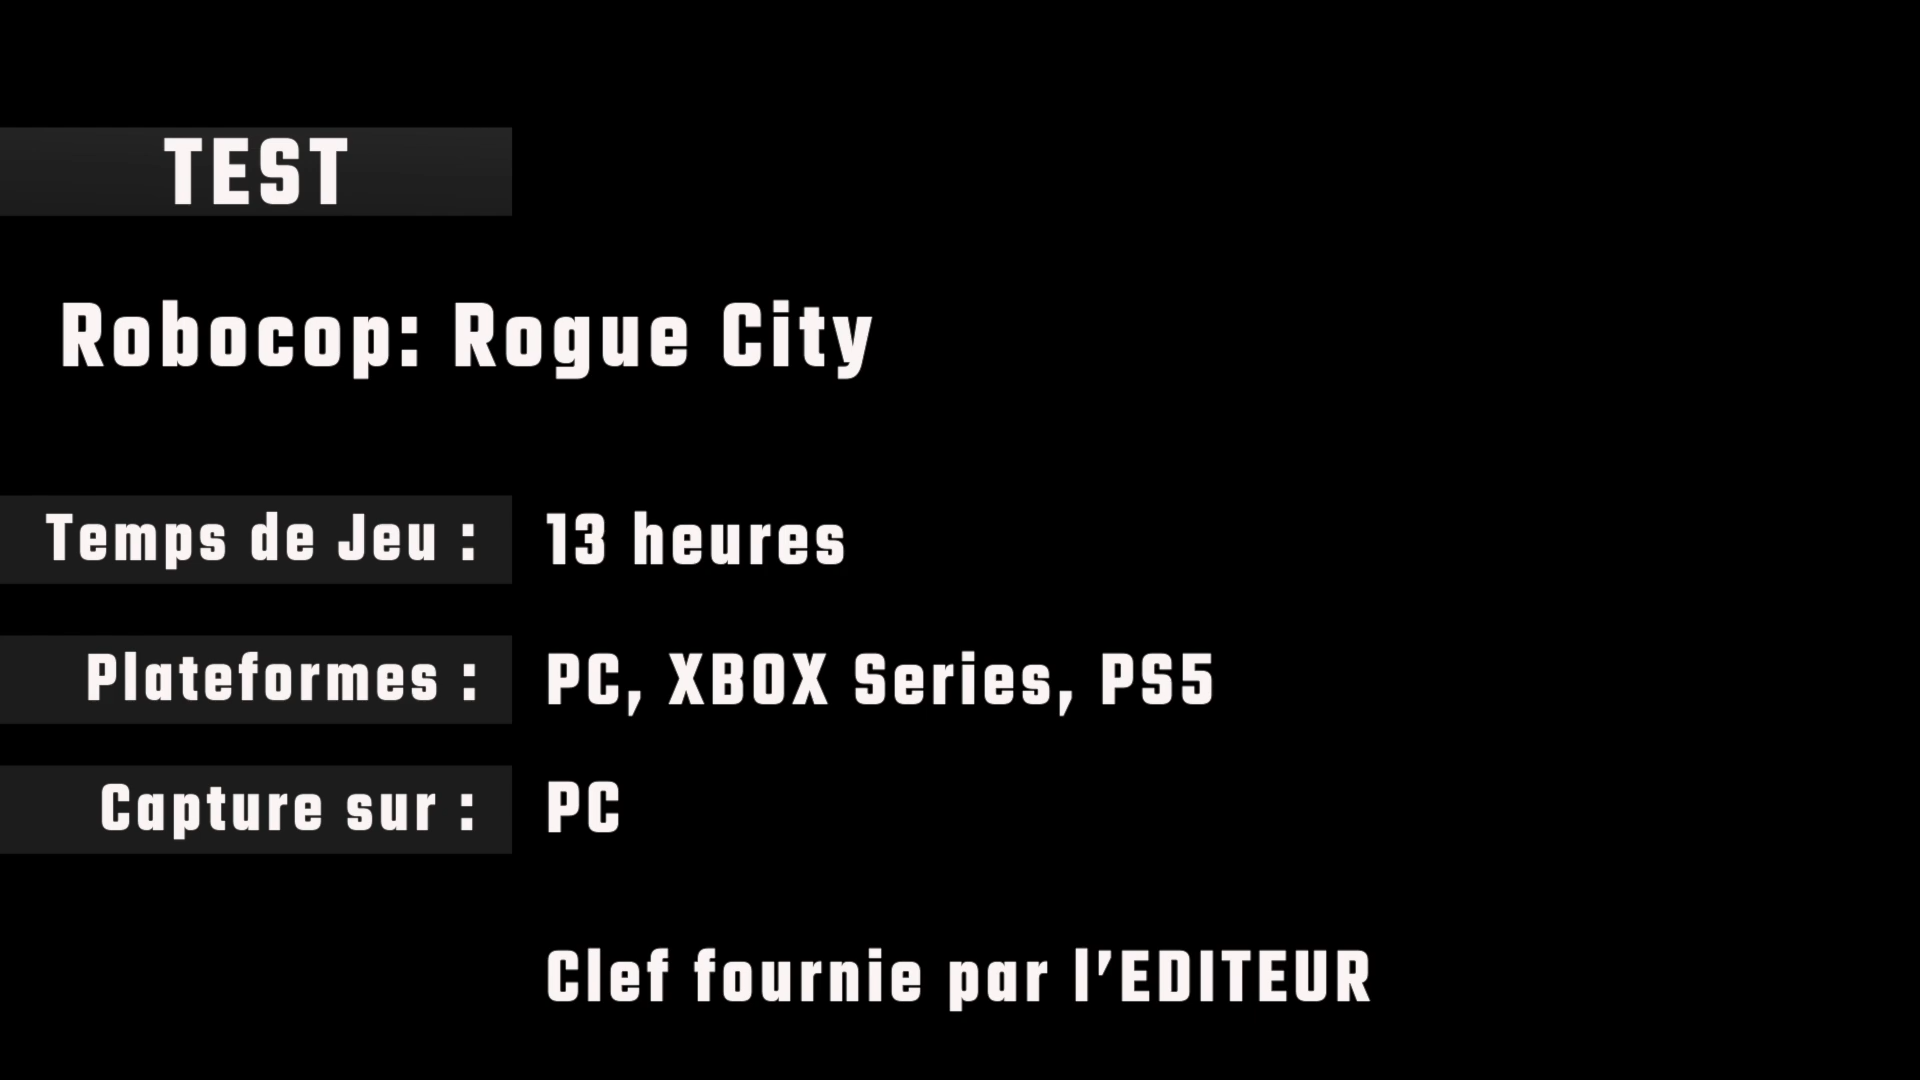 TEST
Robocop: Rogue City
Temps de Jeu : 13 heures
Plateformes : PC, XBOX Series, PS5
Capture sur : PC
Clef fournie par l'EDITEUR